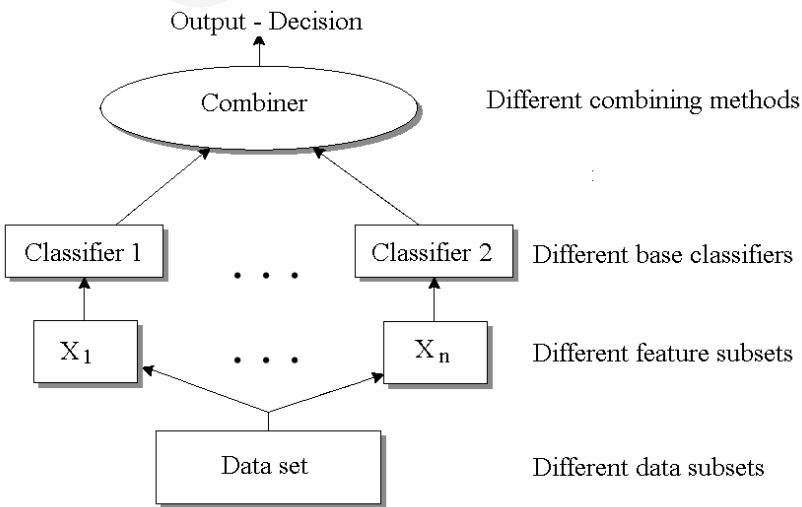 Output - Decision
Combiner
Different combining methods
Classifier 1
. . .
Classifier 2
Different base classifiers
X1
. . .
Xn
Different feature subsets
Data set
Different data subsets